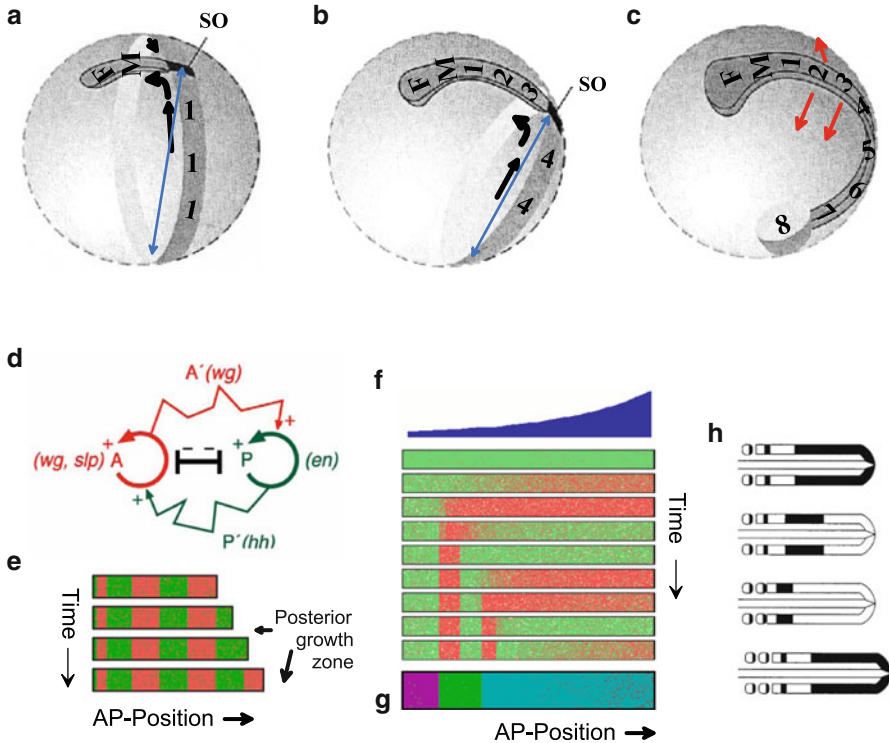 a
SO
F M
1
1
1
b
SO
F M 1 2 3
4
4
c
F M 1 2 3 4 5 6 7 8
d
A´(wg)
+
+ +
(wg, slp) A − − P (en)
+
P´(hh)
e
Time
Posterior
growth
zone
AP-Position
f
Time
g
AP-Position
h